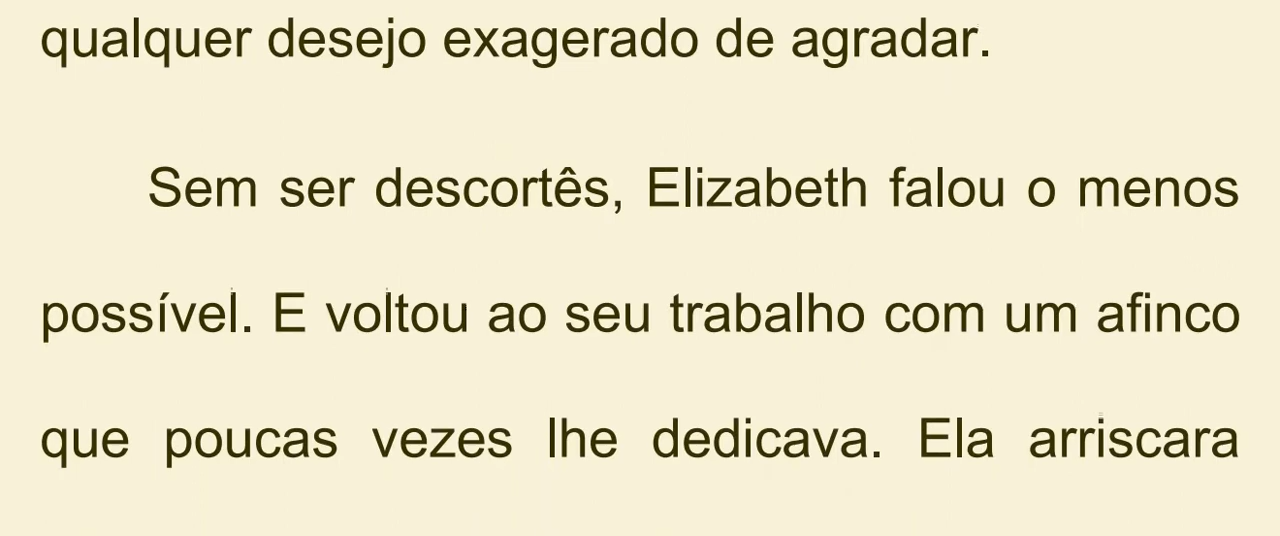 qualquer desejo exagerado de agradar.
Sem ser descortês, Elizabeth falou o menos
possível. E voltou ao seu trabalho com um afinco
que poucas vezes lhe dedicava. Ela arriscara